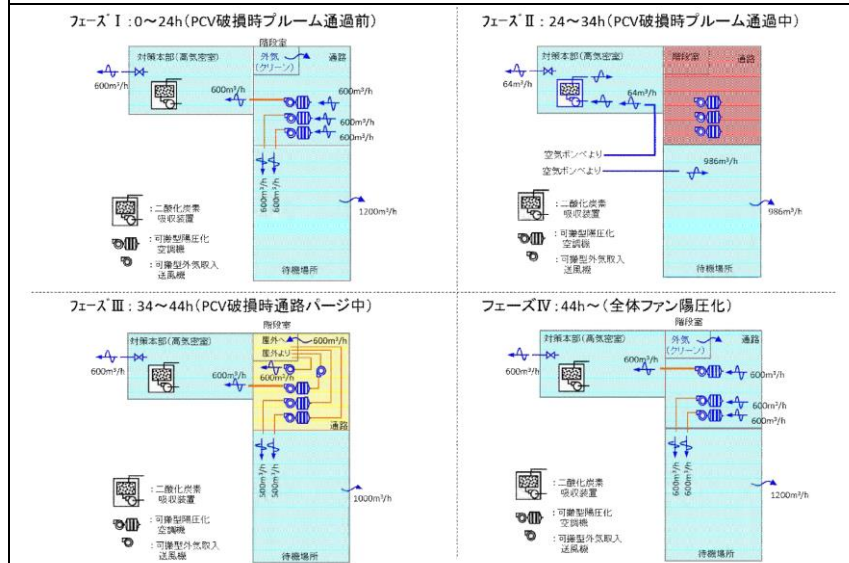 フェーズⅠ：0～24h(PCV破損時プルーム通過前)
階段室
対策本部(高気密室)
外気
(クリーン)
通路
600m³/h
600m³/h
600m³/h
600m³/h
600m³/h
600m³/h
600m³/h
1200m³/h
：二酸化炭素
吸収装置
：可搬型陽圧化
空調機
：可搬型外気取入
送風機
待機場所
フェーズⅡ：24～34h(PCV破損時プルーム通過中)
対策本部(高気密室)
階段室
通路
64m³/h
64m³/h
空気ボンベより
空気ボンベより
986m³/h
986m³/h
：二酸化炭素
吸収装置
：可搬型陽圧化
空調機
：可搬型外気取入
送風機
待機場所
フェーズⅢ：34～44h(PCV破損時通路パージ中)
階段室
対策本部(高気密室)
屋外へ
600m³/h
屋外より
600m³/h
600m³/h
600m³/h
通路
500m³/h
500m³/h
1000m³/h
：二酸化炭素
吸収装置
：可搬型陽圧化
空調機
：可搬型外気取入
送風機
待機場所
フェーズⅣ：44h～(全体ファン陽圧化)
階段室
対策本部(高気密室)
外気
(クリーン)
通路
600m³/h
600m³/h
600m³/h
600m³/h
600m³/h
600m³/h
600m³/h
1200m³/h
：二酸化炭素
吸収装置
：可搬型陽圧化
空調機
：可搬型外気取入
送風機
待機場所